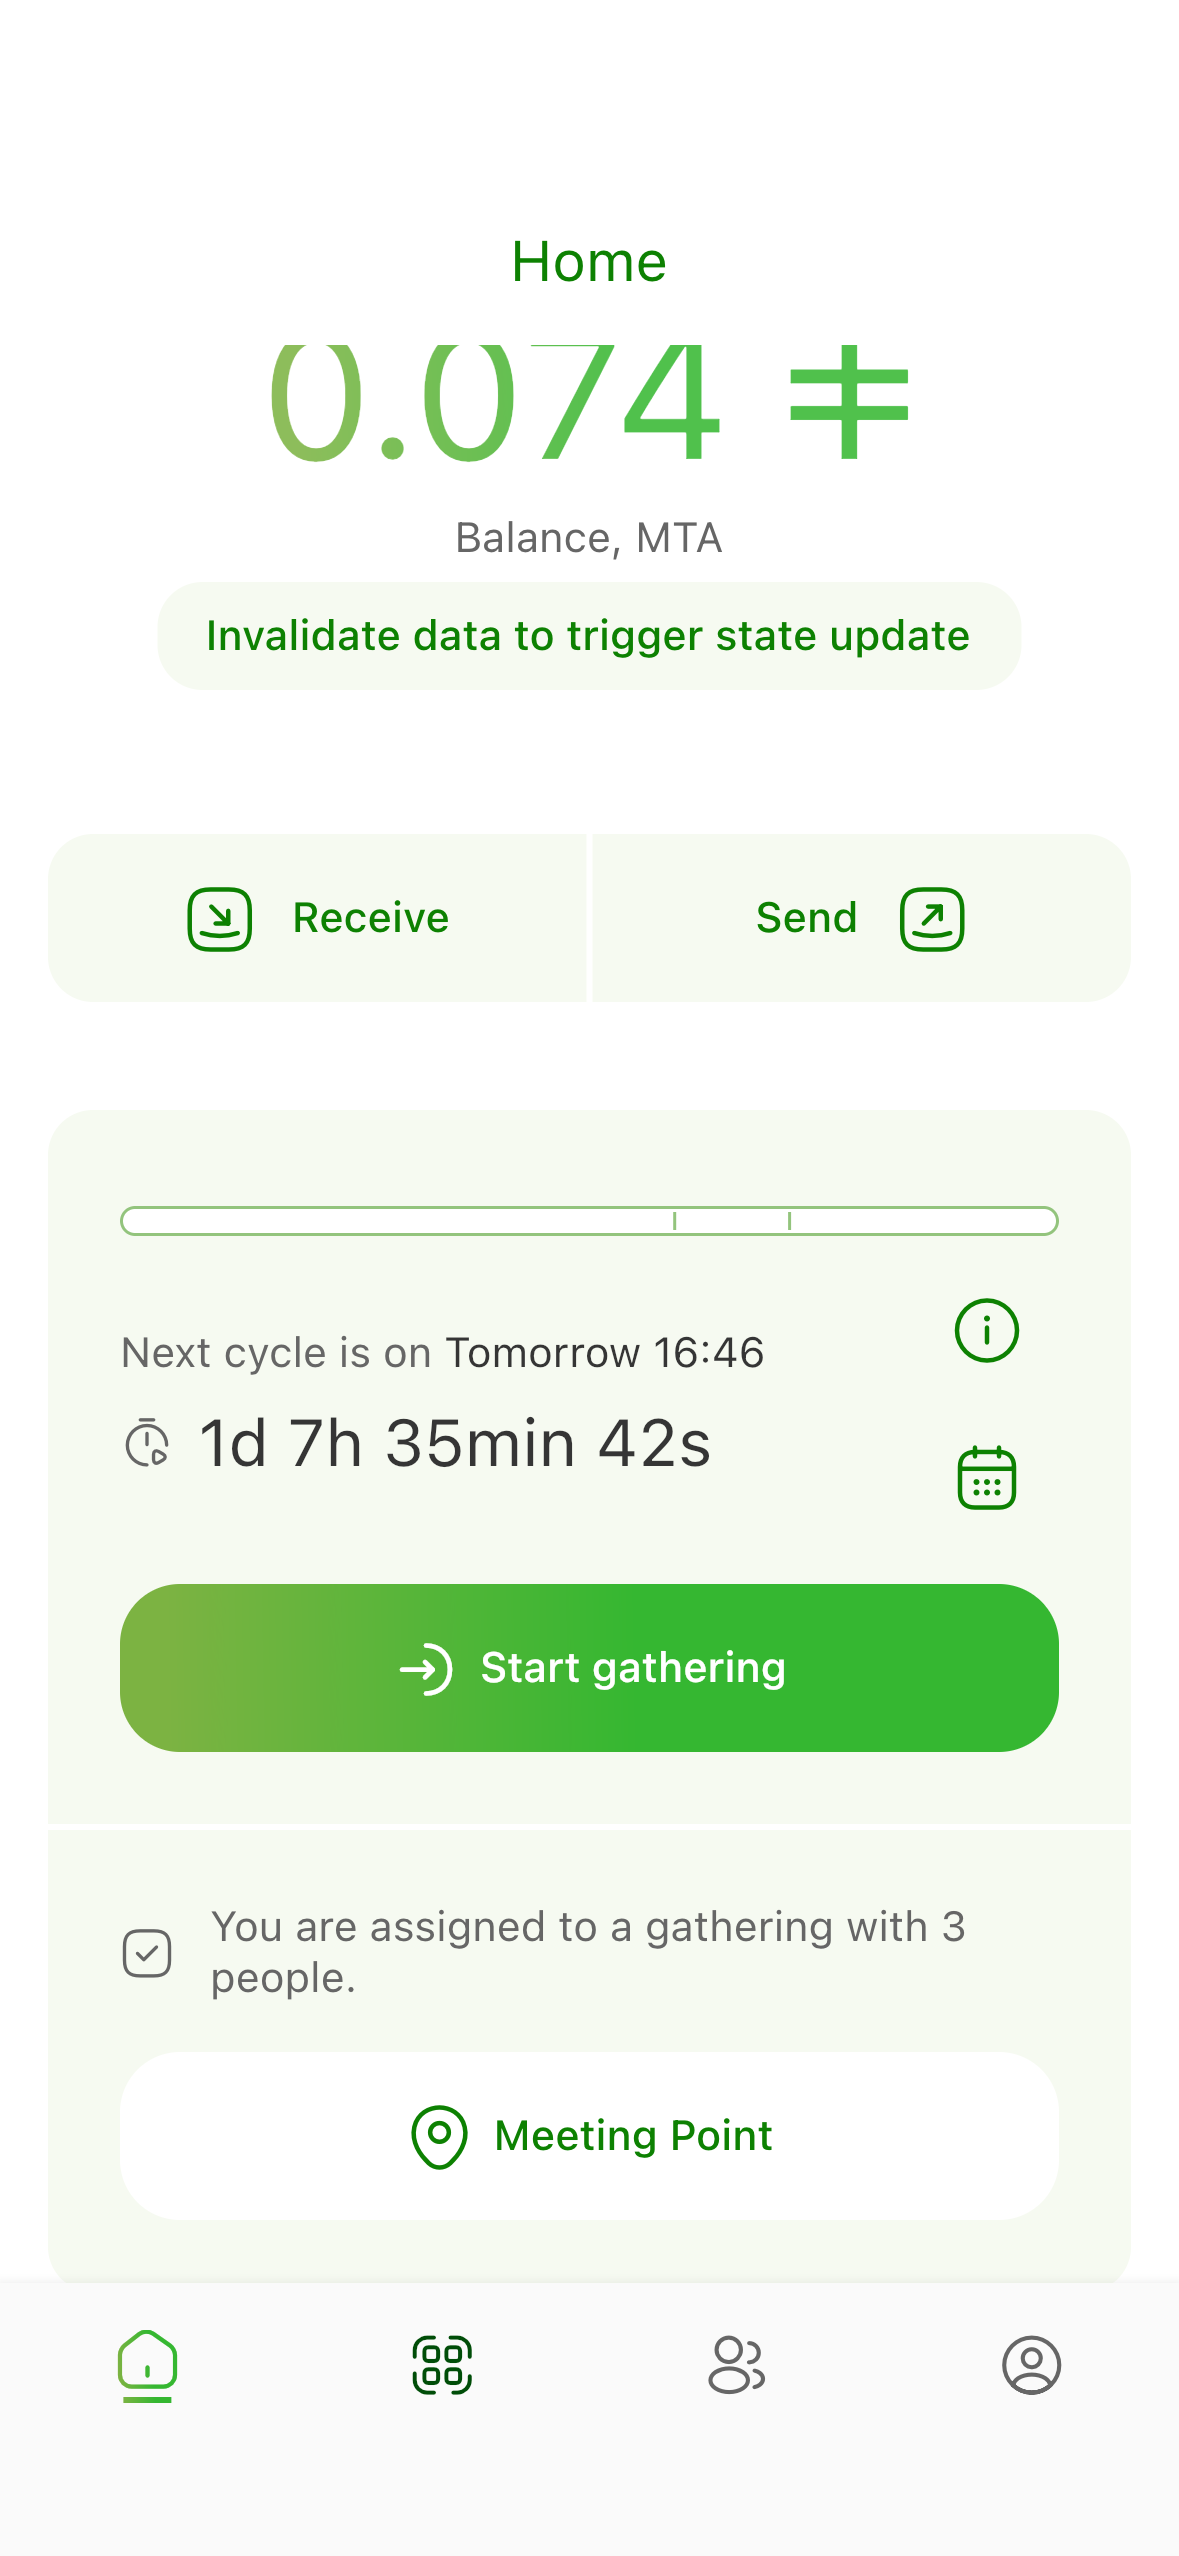 Home
0.074 ⧧
Balance, MTA
Invalidate data to trigger state update
Receive
Send
Next cycle is on Tomorrow 16:46
1d 7h 35min 42s
Start gathering
You are assigned to a gathering with 3
people.
Meeting Point